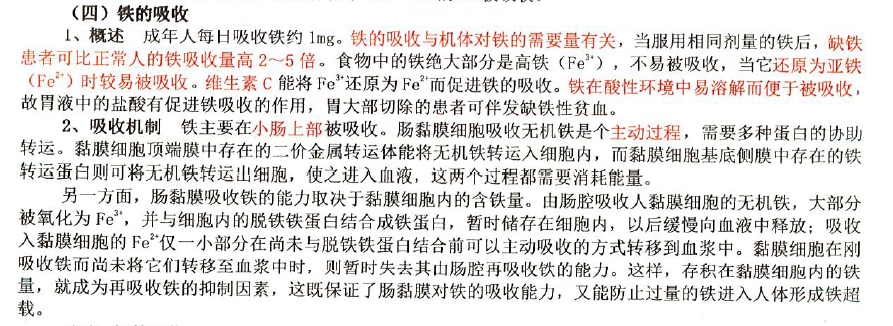 （四）铁的吸收
1、概述 成年人每日吸收铁约1mg。铁的吸收与机体对铁的需要量有关，当服用相同剂量的铁后，缺铁
患者可比正常人的铁吸收量高2～5倍。食物中的铁绝大部分是高铁（Fe³⁺），不易被吸收，当它还原为亚铁
（Fe²⁺）时较易被吸收。维生素C能将Fe³⁺还原为Fe²⁺而促进铁的吸收。铁在酸性环境中易溶解而便于被吸收，
故胃液中的盐酸有促进铁吸收的作用，胃大部切除的患者可伴发缺铁性贫血。
2、吸收机制 铁主要在小肠上部被吸收。肠黏膜细胞吸收无机铁是个主动过程，需要多种蛋白的协助
转运。黏膜细胞顶端膜中存在的二价金属转运体能将无机铁转运入细胞内，而黏膜细胞基底侧膜中存在的铁
转运蛋白则可将无机铁转运出细胞，使之进入血液，这两个过程都需要消耗能量。
另一方面，肠黏膜吸收铁的能力取决于黏膜细胞内的含铁量。由肠腔吸收人黏膜细胞的无机铁，大部分
被氧化为Fe³⁺，并与细胞内的脱铁铁蛋白结合成铁蛋白，暂时储存在细胞内，以后缓慢向血液中释放；吸收
入黏膜细胞的Fe²⁺仅一小部分在尚未与脱铁铁蛋白结合前可以主动吸收的方式转移到血浆中。黏膜细胞在刚
吸收铁而尚未将它们转移至血浆中时，则暂时失去其由肠腔再吸收铁的能力。这样，存积在黏膜细胞内的铁
量，就成为再吸收铁的抑制因素，这既保证了肠黏膜对铁的吸收能力，又能防止过量的铁进入人体形成铁超
载。